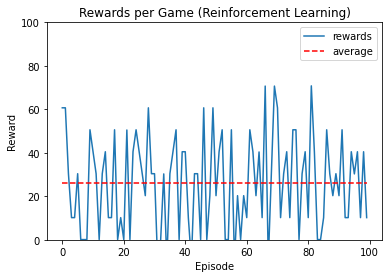 Rewards per Game (Reinforcement Learning)
100
80
60
40
20
0
Reward
rewards
average
0
20
40
60
80
100
Episode